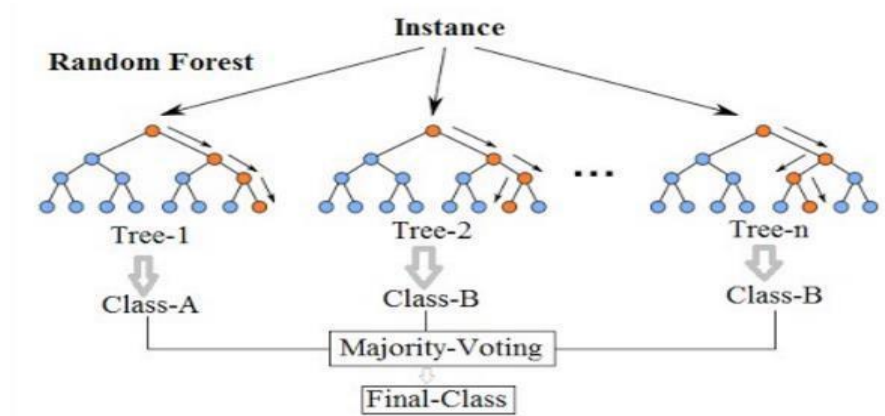 Instance
Random Forest
...
Tree-1
Tree-2
Tree-n
Class-A
Class-B
Class-B
Majority-Voting
Final-Class